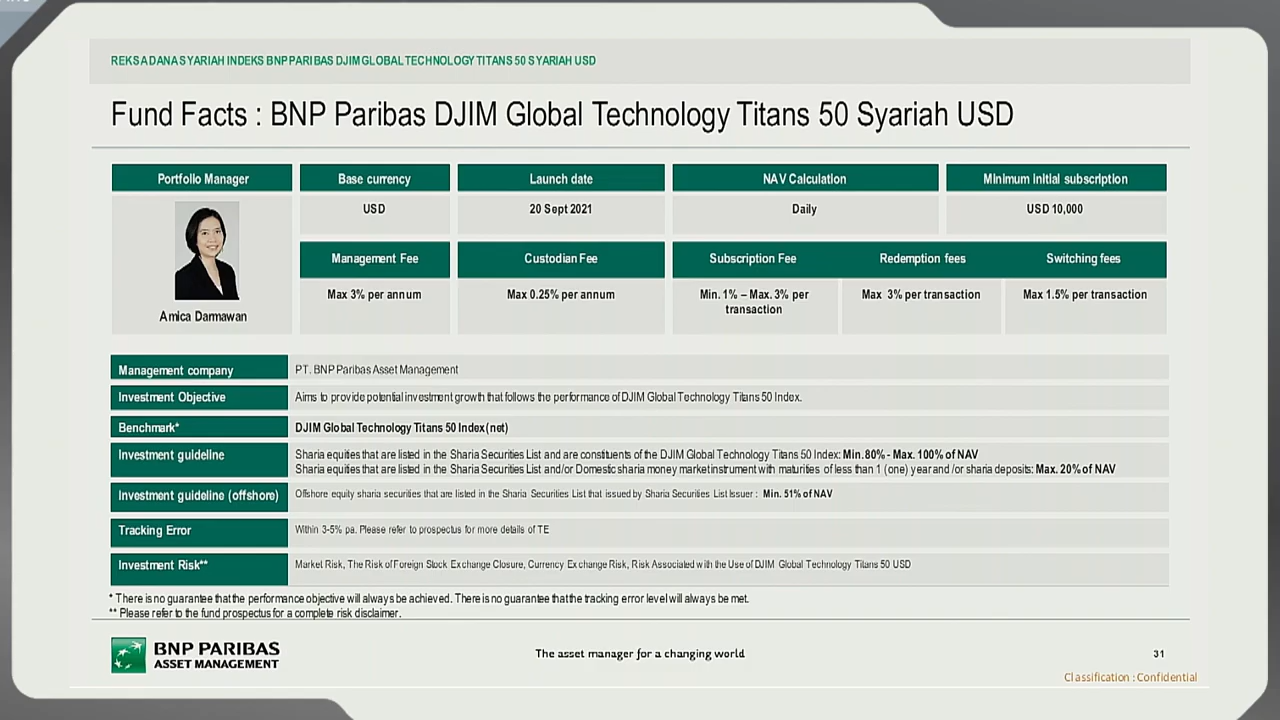 REKSA DANA SYARIAH INDEKS BNP PARIBAS DJIM GLOBAL TECHNOLOGY TITANS 50 SYARIAH USD
Fund Facts : BNP Paribas DJIM Global Technology Titans 50 Syariah USD
Portfolio Manager
Base currency
Launch date
NAV Calculation
Minimum initial subscription
USD
20 Sept 2021
Daily
USD 10,000
Management Fee
Custodian Fee
Subscription Fee
Redemption fees
Switching fees
Max 3% per annum
Max 0.25% per annum
Min. 1% – Max. 3% per
transaction
Max 3% per transaction
Max 1.5% per transaction
Amica Darmawan
Management company
PT. BNP Paribas Asset Management
Investment Objective
Aims to provide potential investment growth that follows the performance of DJIM Global Technology Titans 50 Index.
Benchmark*
DJIM Global Technology Titans 50 Index (net)
Investment guideline
Sharia equities that are listed in the Sharia Securities List and are constituents of the DJIM Global Technology Titans 50 Index: Min. 80% - Max. 100% of NAV
Sharia equities that are listed in the Sharia Securities List and/or Domestic sharia money market instrument with maturities of less than 1 (one) year and /or sharia deposits: Max. 20% of NAV
Investment guideline (offshore)
Offshore equity sharia securities that are listed in the Sharia Securities List that issued by Sharia Securities List Issuer : Min. 51% of NAV
Tracking Error
Within 3-5% pa. Please refer to prospectus for more details of TE
Investment Risk**
Market Risk, The Risk of Foreign Stock Exchange Closure, Currency Exchange Risk, Risk Associated with the Use of DJIM Global Technology Titans 50 USD
* There is no guarantee that the performance objective will always be achieved. There is no guarantee that the tracking error level will always be met.
** Please refer to the fund prospectus for a complete risk disclaimer.
BNP PARIBAS
ASSET MANAGEMENT
The asset manager for a changing world
31
Classification : Confidential